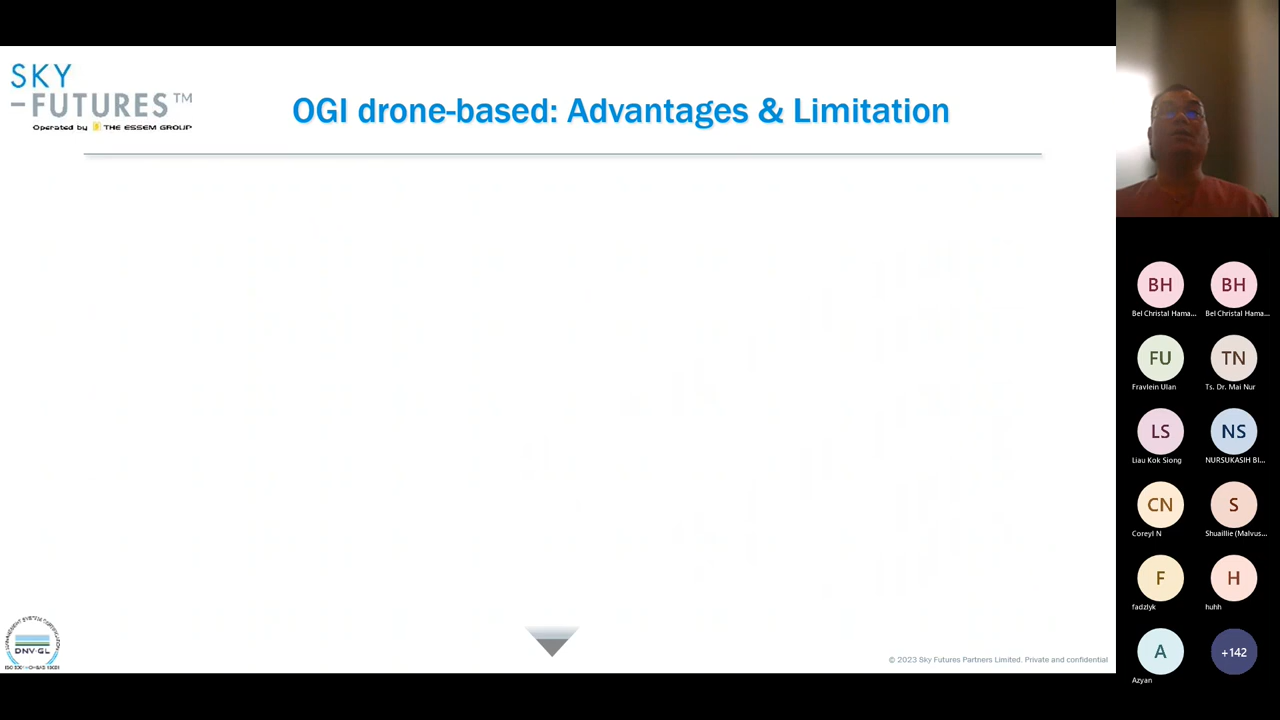 SKY
-FUTURES™
Operated by THE ESSEM GROUP
OGI drone-based: Advantages & Limitation
BH
BH
Bel Christal Hama...
Bel Christal Hama...
FU
TN
Fravlein Ulan
Ts. Dr. Mai Nur
LS
NS
Liau Kok Siong
NURSUKASIH BI...
CN
S
Coreyl N
Shuaillie (Malvus...
F
H
fadzlyk
huhh
A
+142
Azyan
DNV·GL
© 2023 Sky Futures Partners Limited. Private and confidential